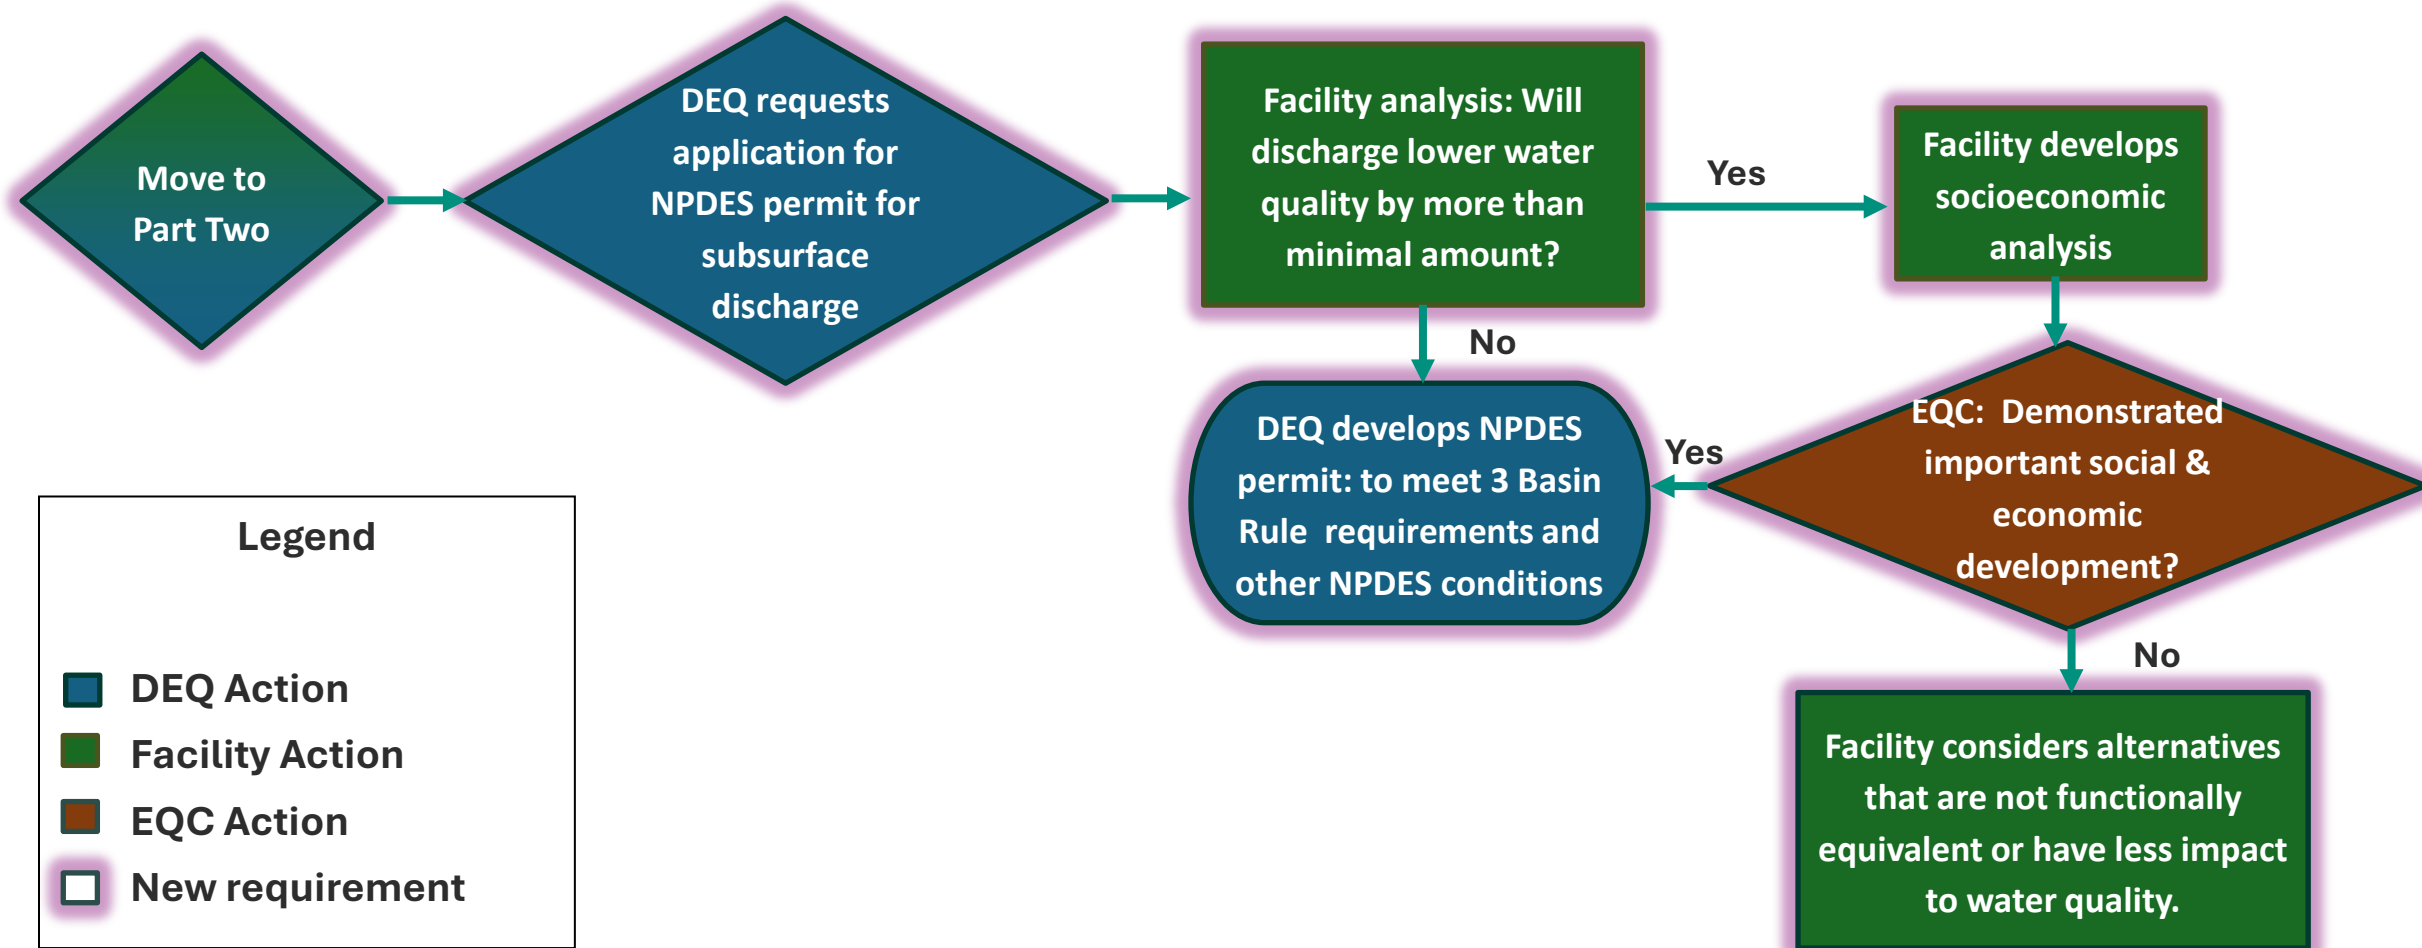 Move to
Part Two
DEQ requests
application for
NPDES permit for
subsurface
discharge
Facility analysis: Will
discharge lower water
quality by more than
minimal amount?
Yes
Facility develops
socioeconomic
analysis
No
DEQ develops NPDES
permit: to meet 3 Basin
Rule requirements and
other NPDES conditions
Yes
EQC: Demonstrated
important social &
economic
development?
No
Facility considers alternatives
that are not functionally
equivalent or have less impact
to water quality.
Legend
DEQ Action
Facility Action
EQC Action
New requirement